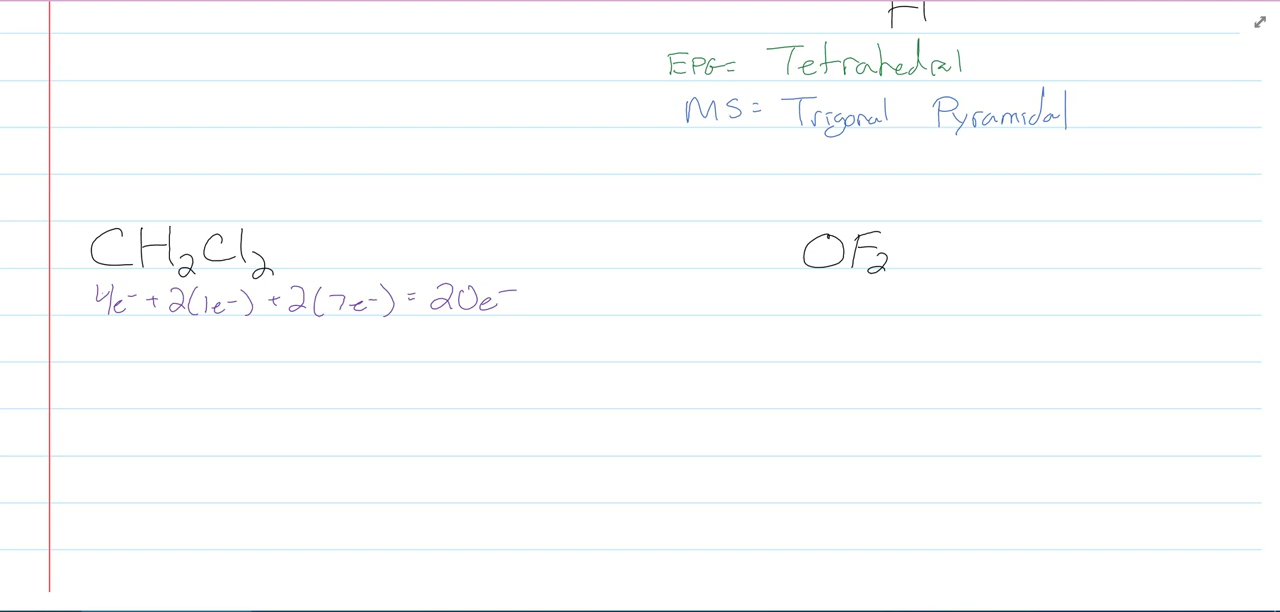 H
EPG= Tetrahedral
MS= Trigonal Pyramidal
CH₂Cl₂
OF₂
4e⁻ + 2(1e⁻) + 2(7e⁻) = 20e⁻